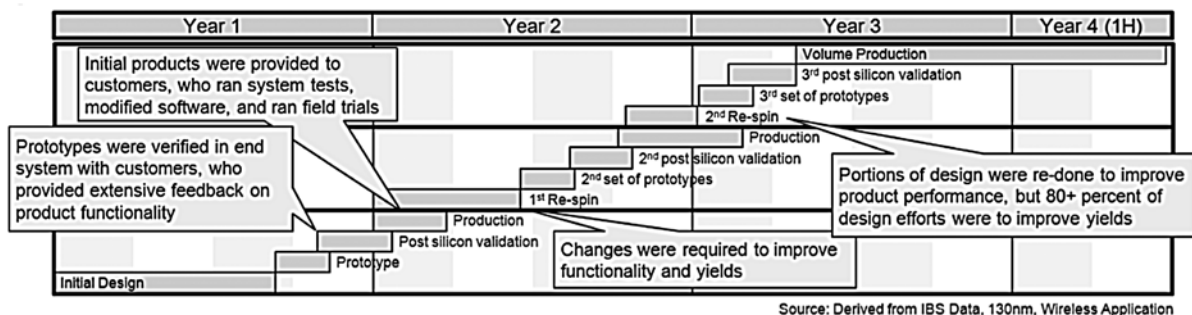 Year 1
Year 2
Year 3
Year 4 (1H)
Volume Production
Initial products were provided to
customers, who ran system tests,
modified software, and ran field trials
3rd post silicon validation
3rd set of prototypes
2nd Re-spin
Production
Prototypes were verified in end
system with customers, who
provided extensive feedback on
product functionality
2nd post silicon validation
2nd set of prototypes
Portions of design were re-done to improve
product performance, but 80+ percent of
design efforts were to improve yields
1st Re-spin
Production
Post silicon validation
Changes were required to improve
functionality and yields
Prototype
Initial Design
Source: Derived from IBS Data, 130nm, Wireless Application